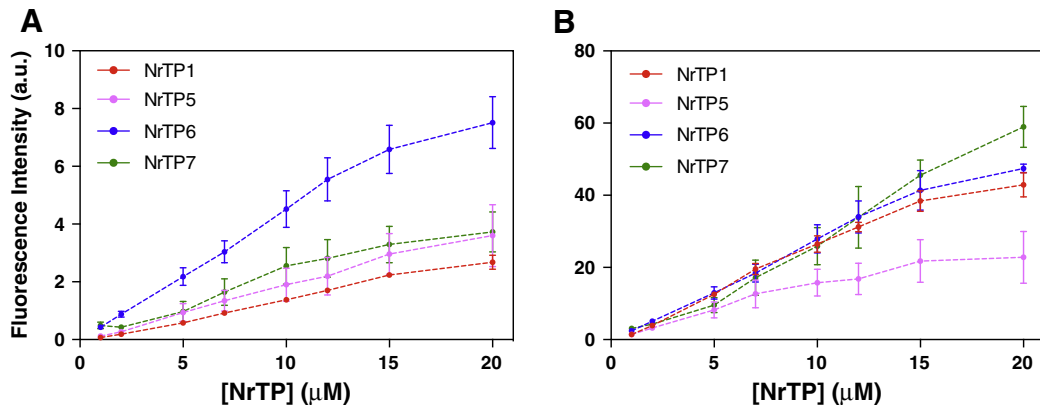 A
Fluorescence Intensity (a.u.)
10
8
6
4
2
0
NrTP1
NrTP5
NrTP6
NrTP7
0
5
10
15
20
[NrTP] (μM)
B
80
60
40
20
0
NrTP1
NrTP5
NrTP6
NrTP7
0
5
10
15
20
[NrTP] (μM)